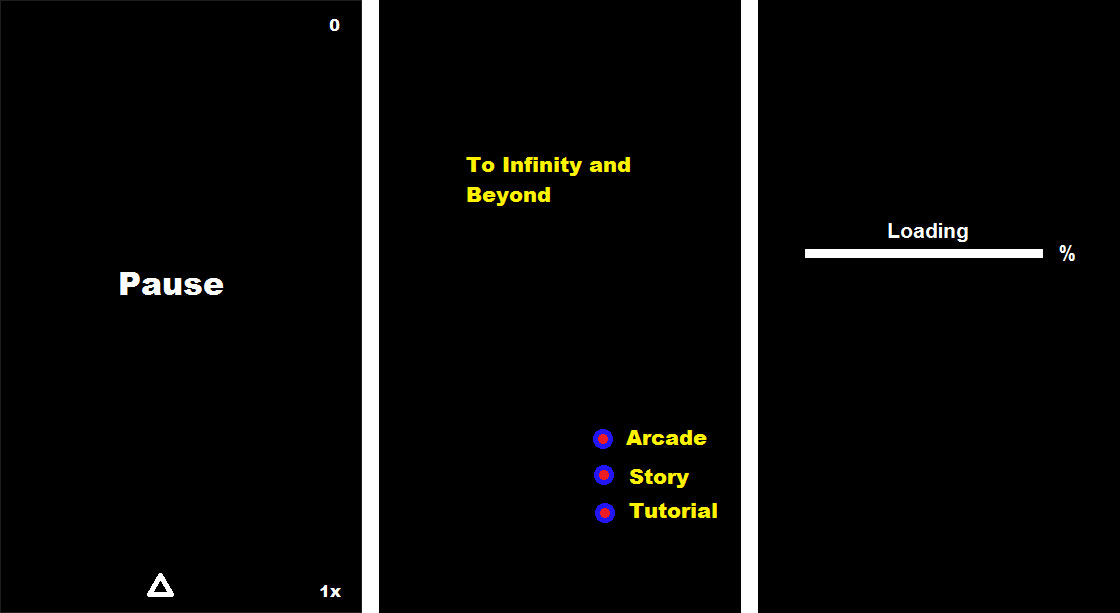 0
Pause
1x
To Infinity and
Beyond
Arcade
Story
Tutorial
Loading
%